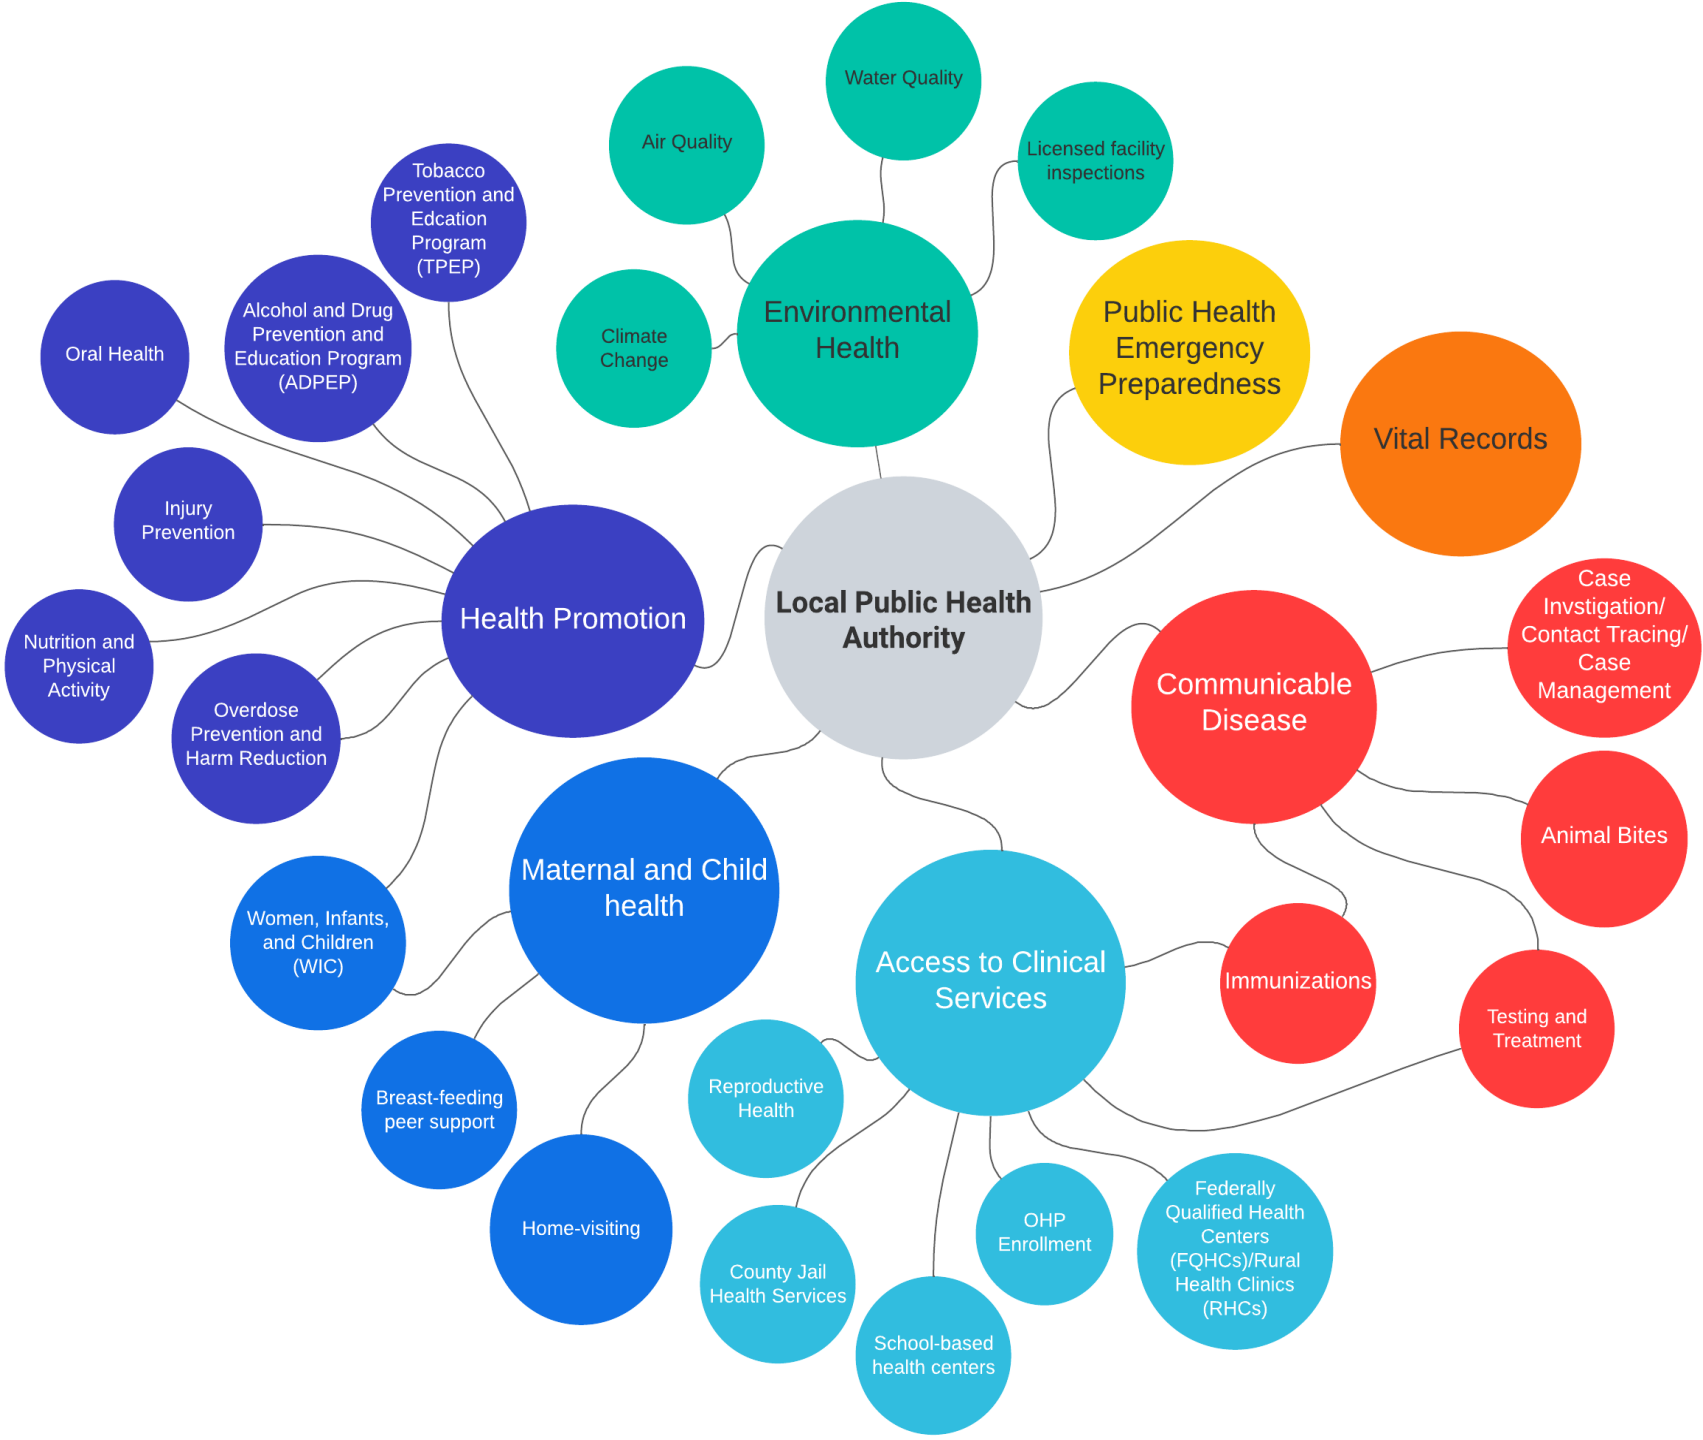 Water Quality
Air Quality
Licensed facility
inspections
Tobacco
Prevention and
Edcation
Program
(TPEP)
Environmental
Health
Public Health
Emergency
Preparedness
Climate
Change
Alcohol and Drug
Prevention and
Education Program
(ADPEP)
Oral Health
Vital Records
Injury
Prevention
Health Promotion
Local Public Health
Authority
Nutrition and
Physical
Activity
Overdose
Prevention and
Harm Reduction
Communicable
Disease
Case
Invstigation/
Contact Tracing/
Case
Management
Animal Bites
Maternal and Child
health
Women, Infants,
and Children
(WIC)
Access to Clinical
Services
Immunizations
Testing and
Treatment
Breast-feeding
peer support
Reproductive
Health
Home-visiting
County Jail
Health Services
School-based
health centers
OHP
Enrollment
Federally
Qualified Health
Centers
(FQHCs)/Rural
Health Clinics
(RHCs)